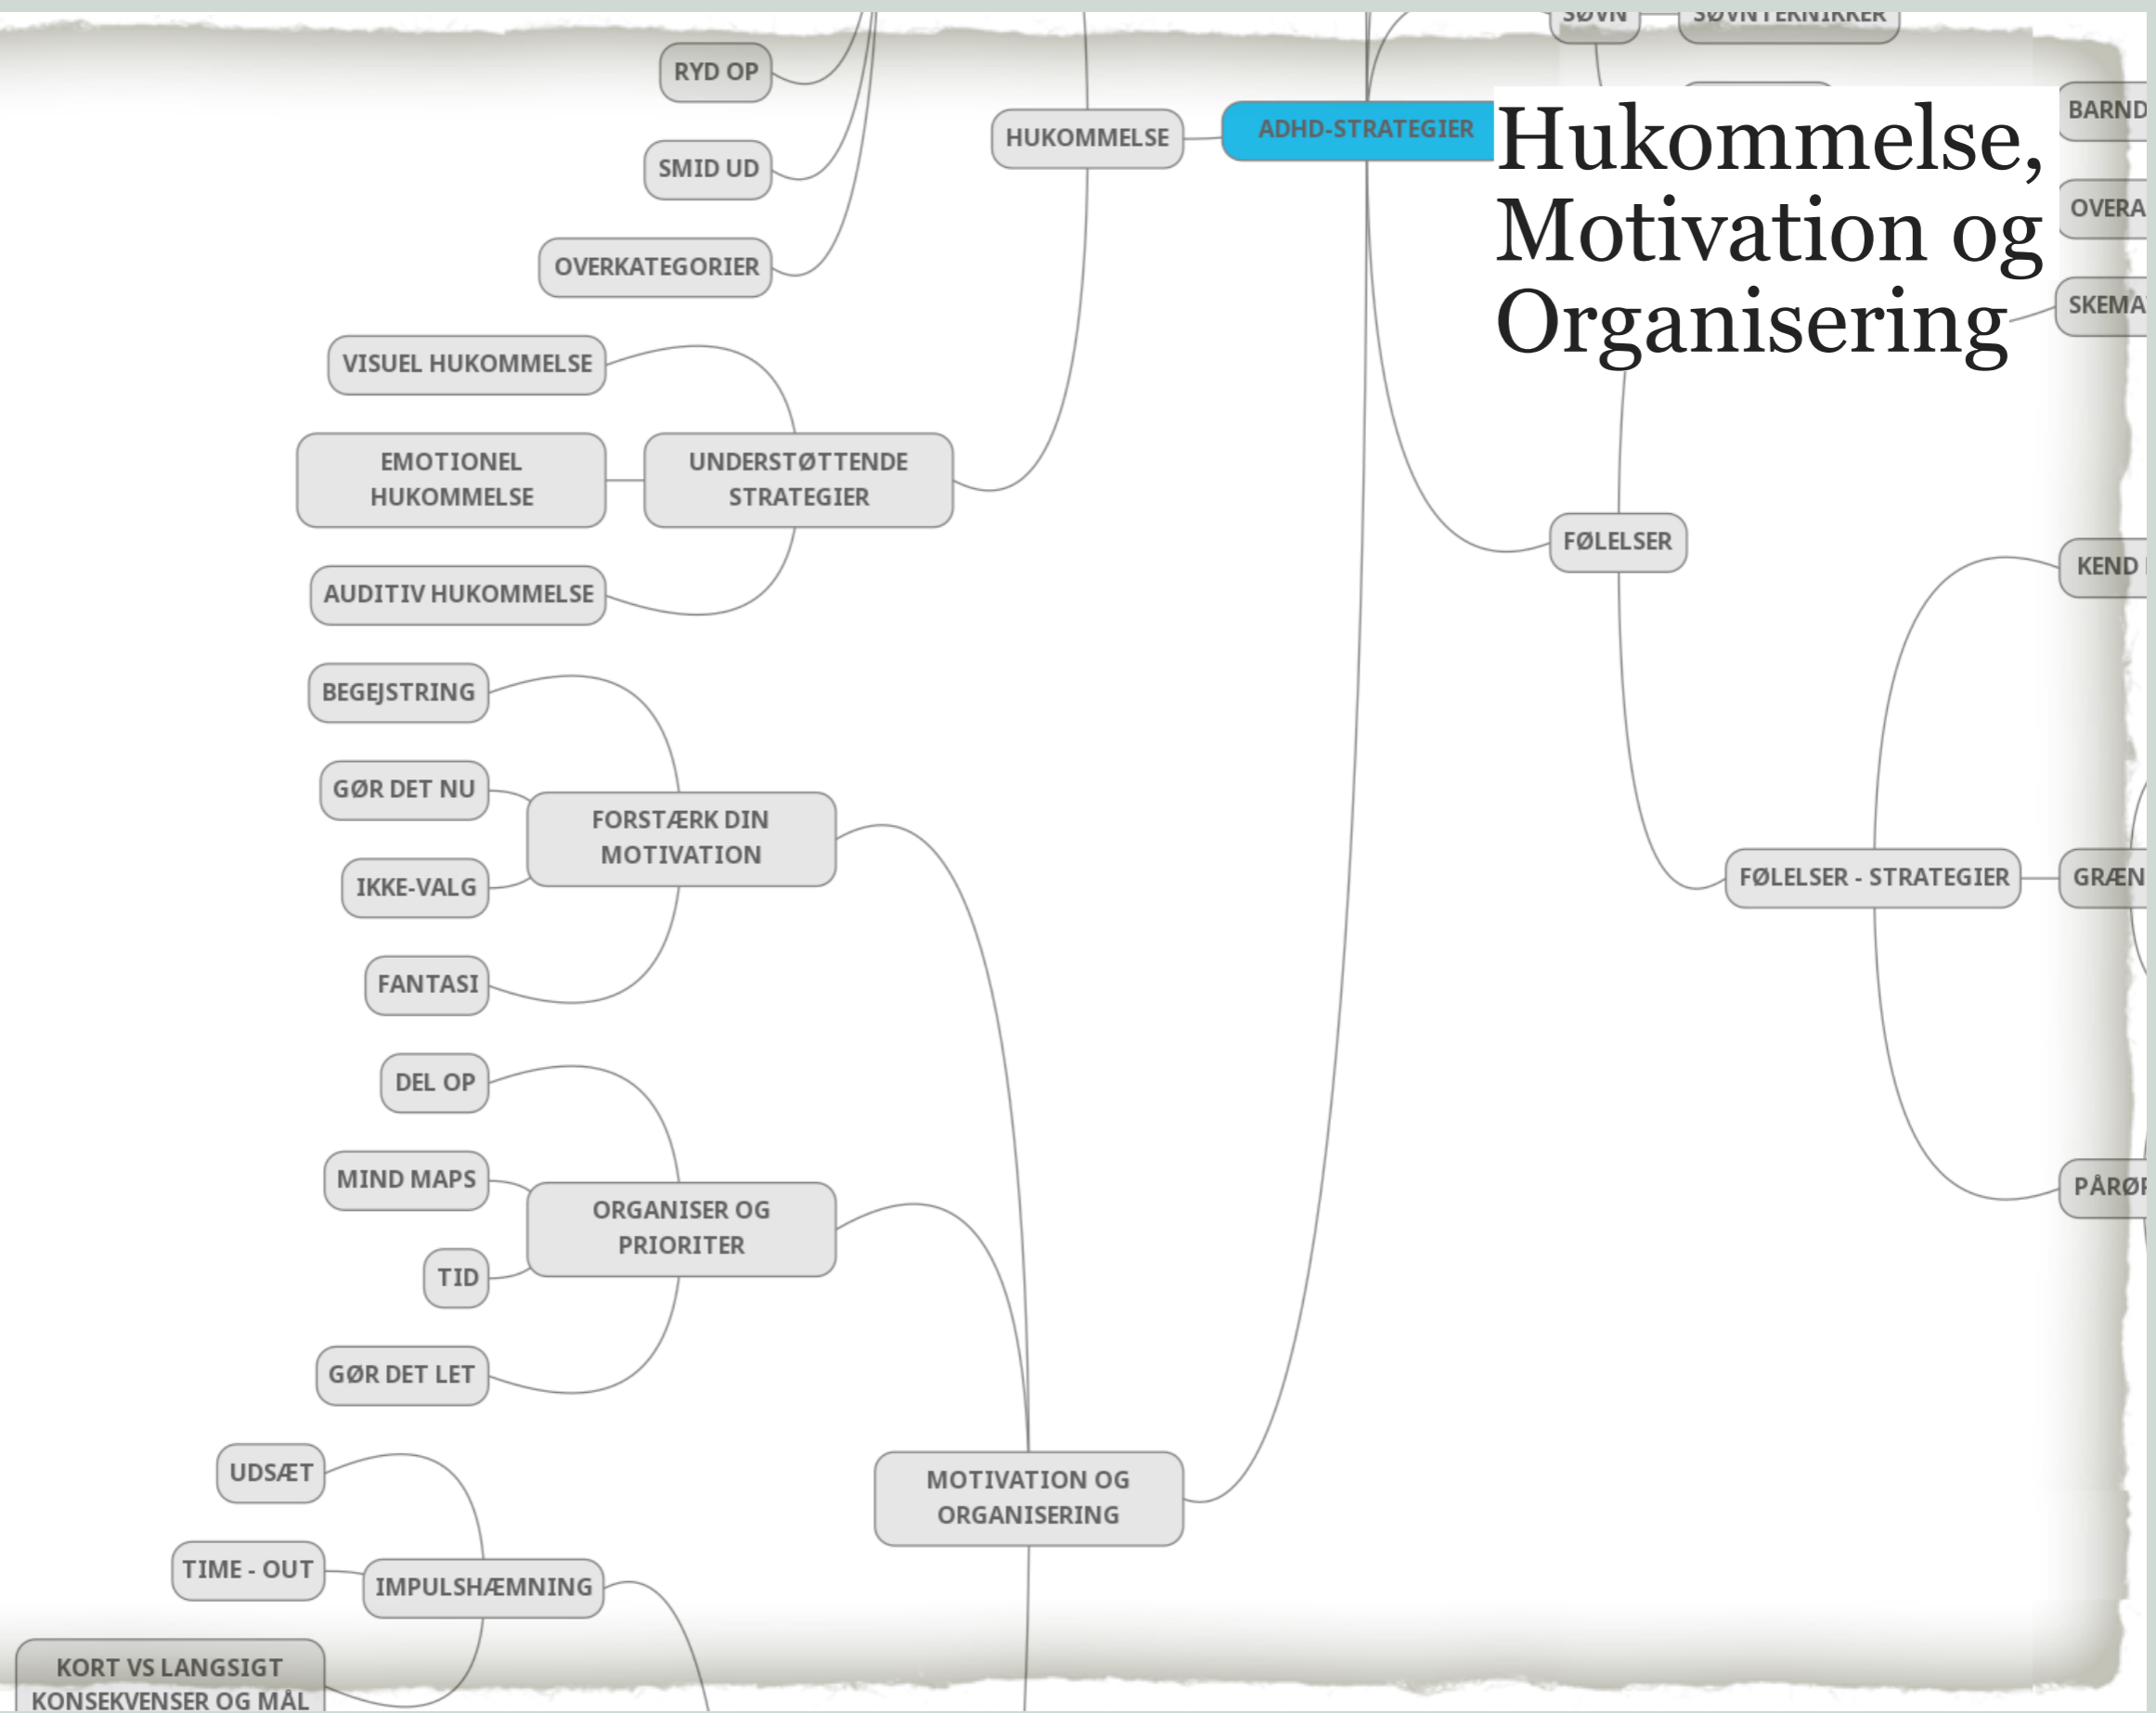 SØVN
SØVNTEKNIKKER
RYD OP
SMID UD
OVERKATEGORIER
HUKOMMELSE
ADHD-STRATEGIER
Hukommelse,
Motivation og
Organisering
VISUEL HUKOMMELSE
EMOTIONEL
HUKOMMELSE
UNDERSTØTTENDE
STRATEGIER
AUDITIV HUKOMMELSE
FØLELSER
KEND
BEGEJSTRING
GØR DET NU
FORSTÆRK DIN
MOTIVATION
IKKE-VALG
FANTASI
FØLELSER - STRATEGIER
DEL OP
MIND MAPS
ORGANISER OG
PRIORITER
TID
GØR DET LET
MOTIVATION OG
ORGANISERING
UDSÆT
TIME - OUT
IMPULSHÆMNING
KORT VS LANGSIGT
KONSEKVENSER OG MÅL